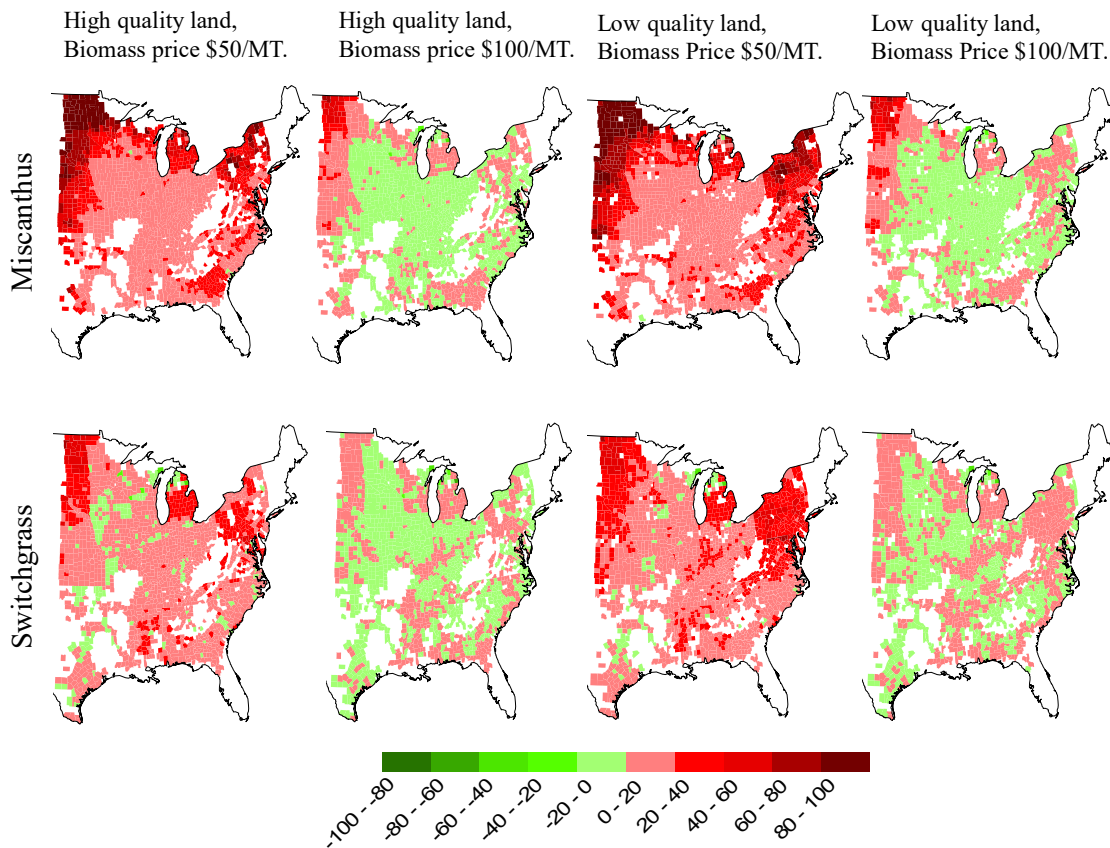 High quality land,
Biomass price $50/MT.
High quality land,
Biomass price $100/MT.
Low quality land,
Biomass Price $50/MT.
Low quality land,
Biomass Price $100/MT.
Miscanthus
Switchgrass
-100 - -80
-80 - -60
-40 - -40
-40 - -20
-20 - 0
0 - 20
20 - 40
40 - 60
60 - 80
80 - 100